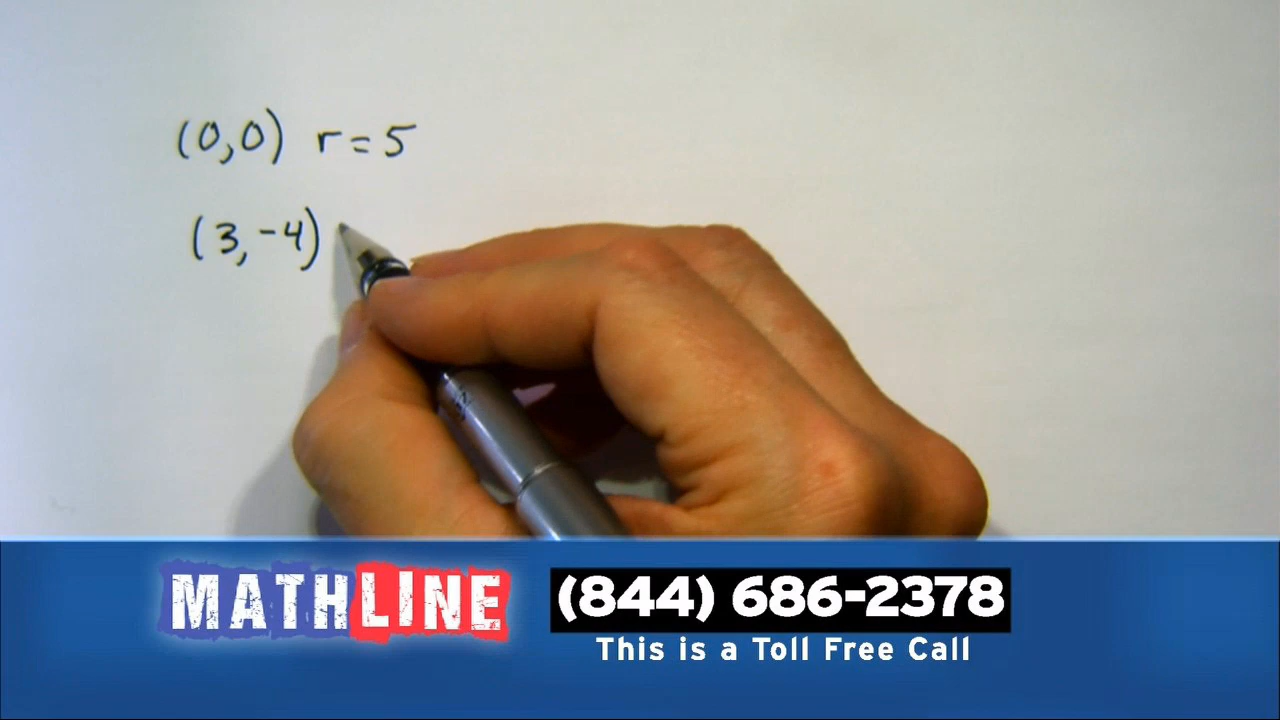 (0,0) r = 5
(3,-4)
MATHLINE
(844) 686-2378
This is a Toll Free Call